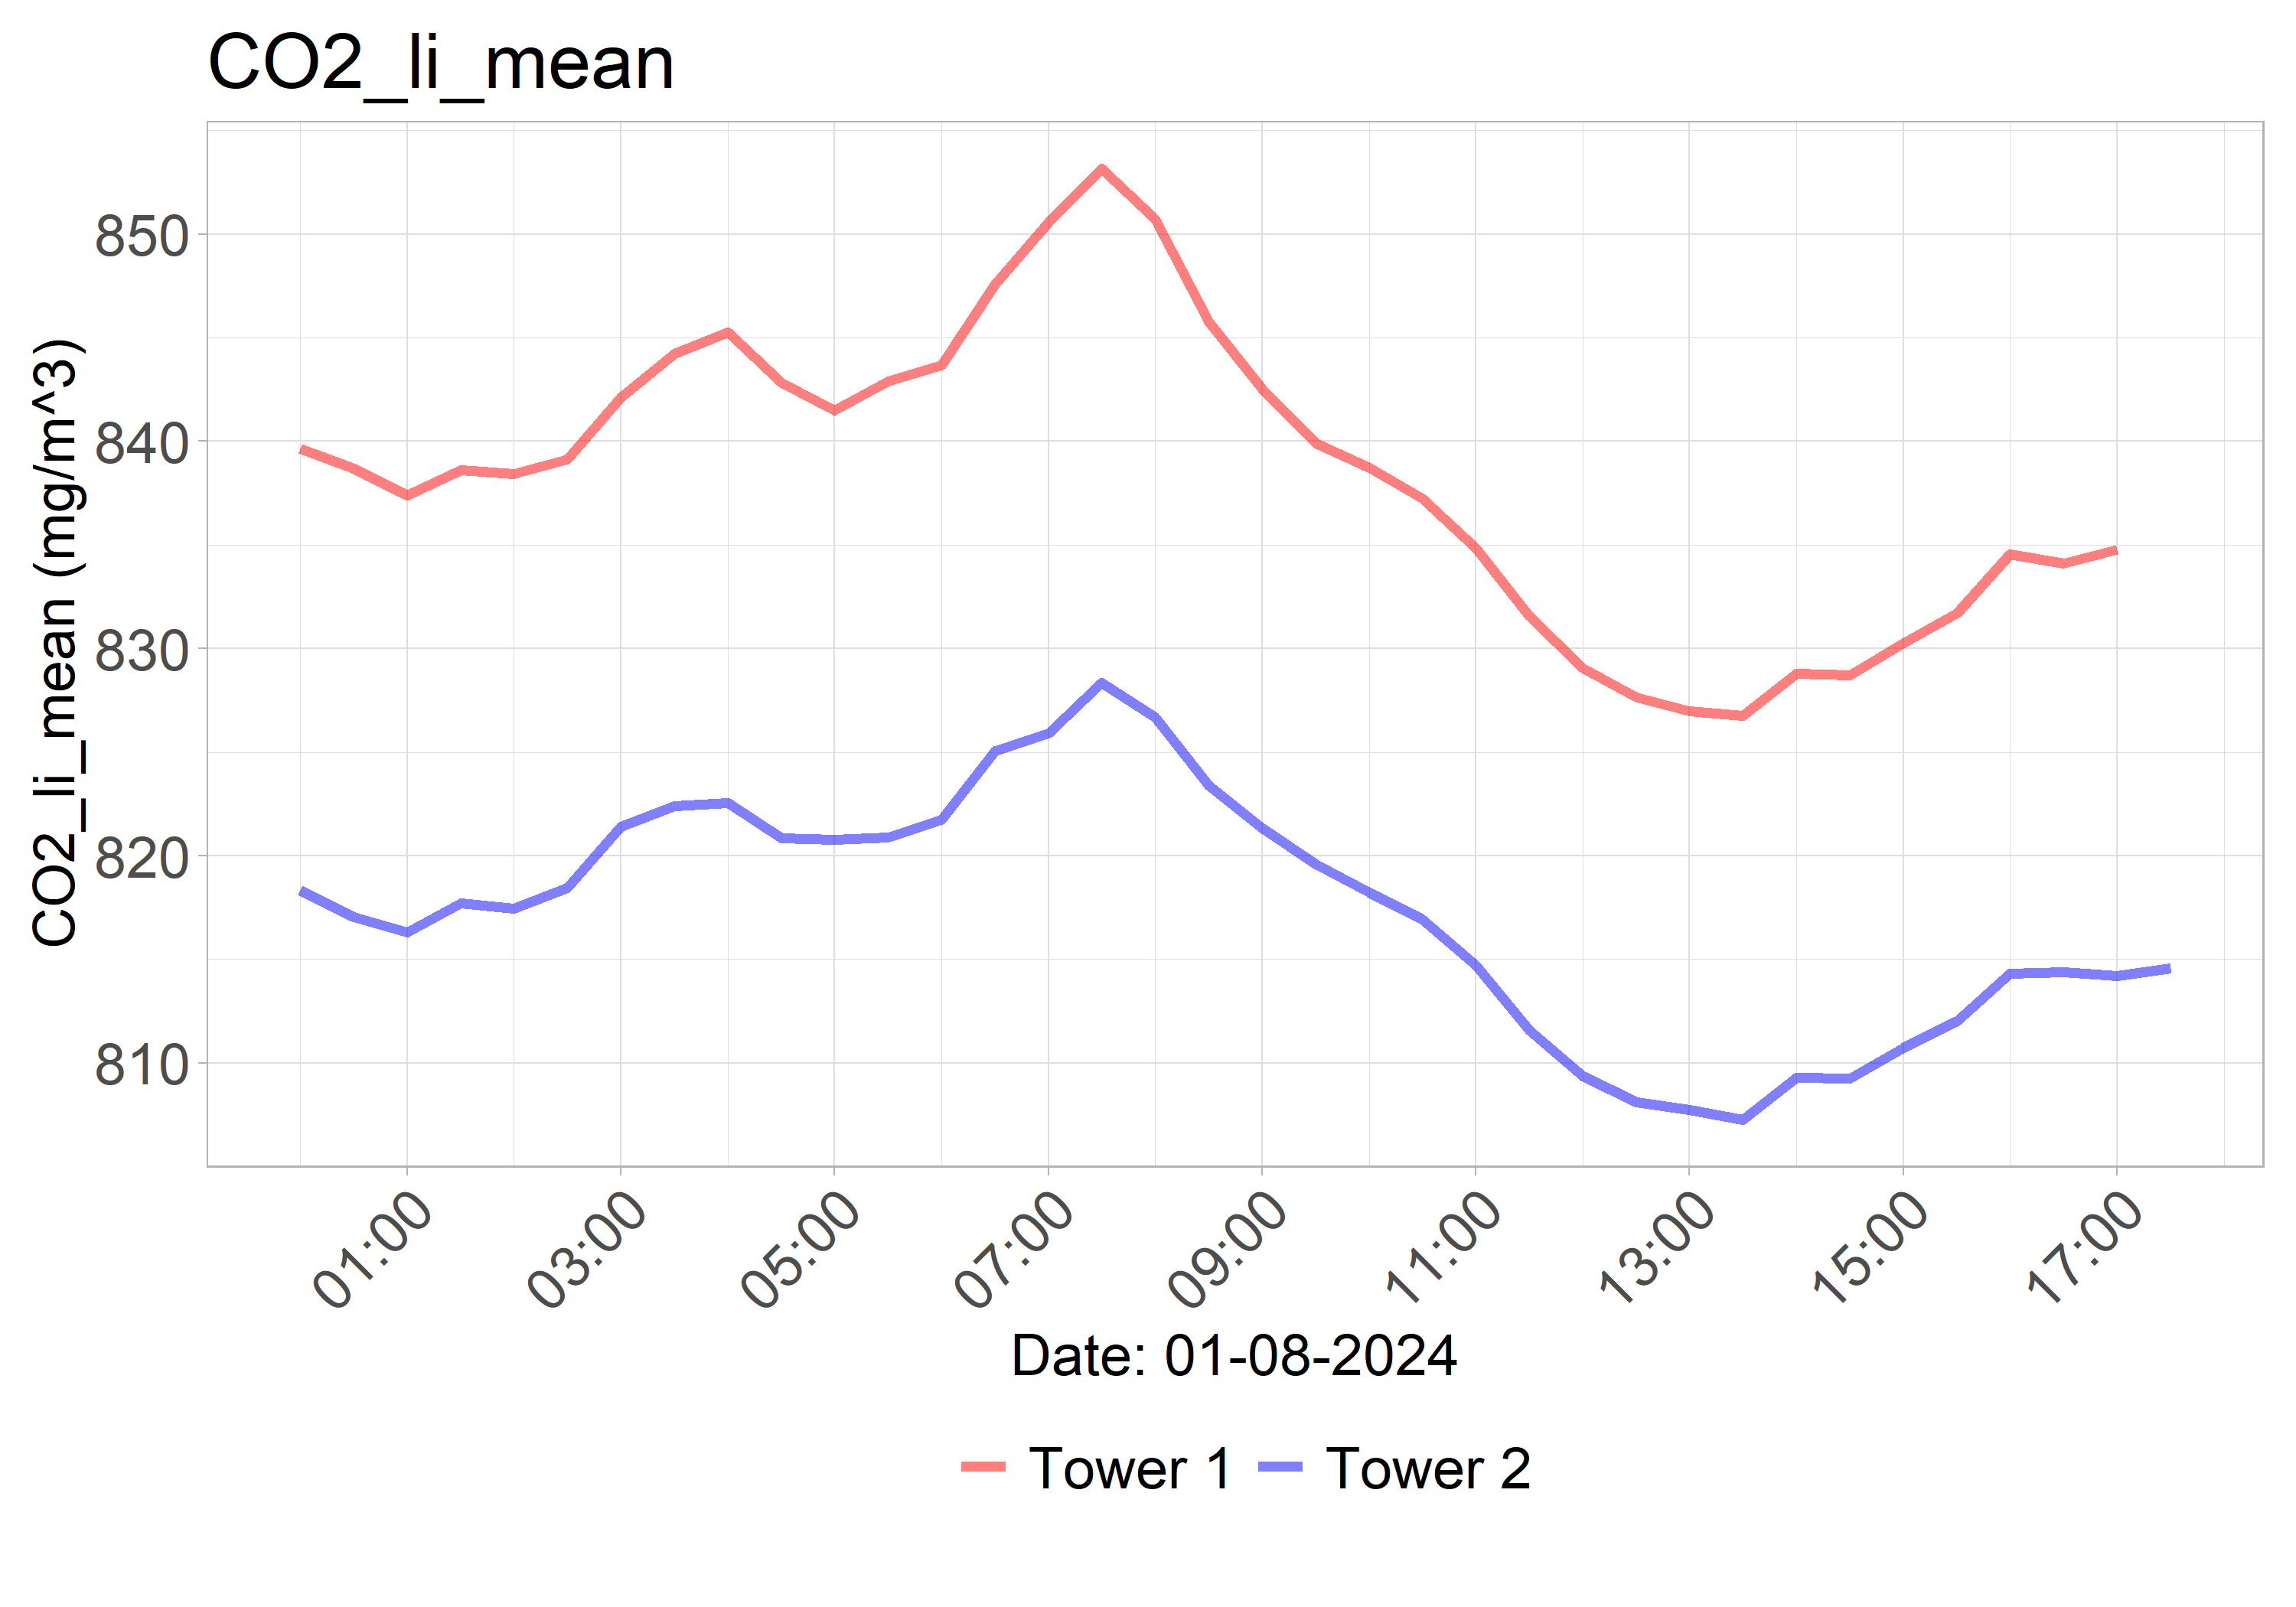 CO2_li_mean
CO2_li_mean (mg/m^3)
850
840
830
820
810
01:00 03:00 05:00 07:00 09:00 11:00 13:00 15:00 17:00
Date: 01-08-2024
Tower 1 Tower 2